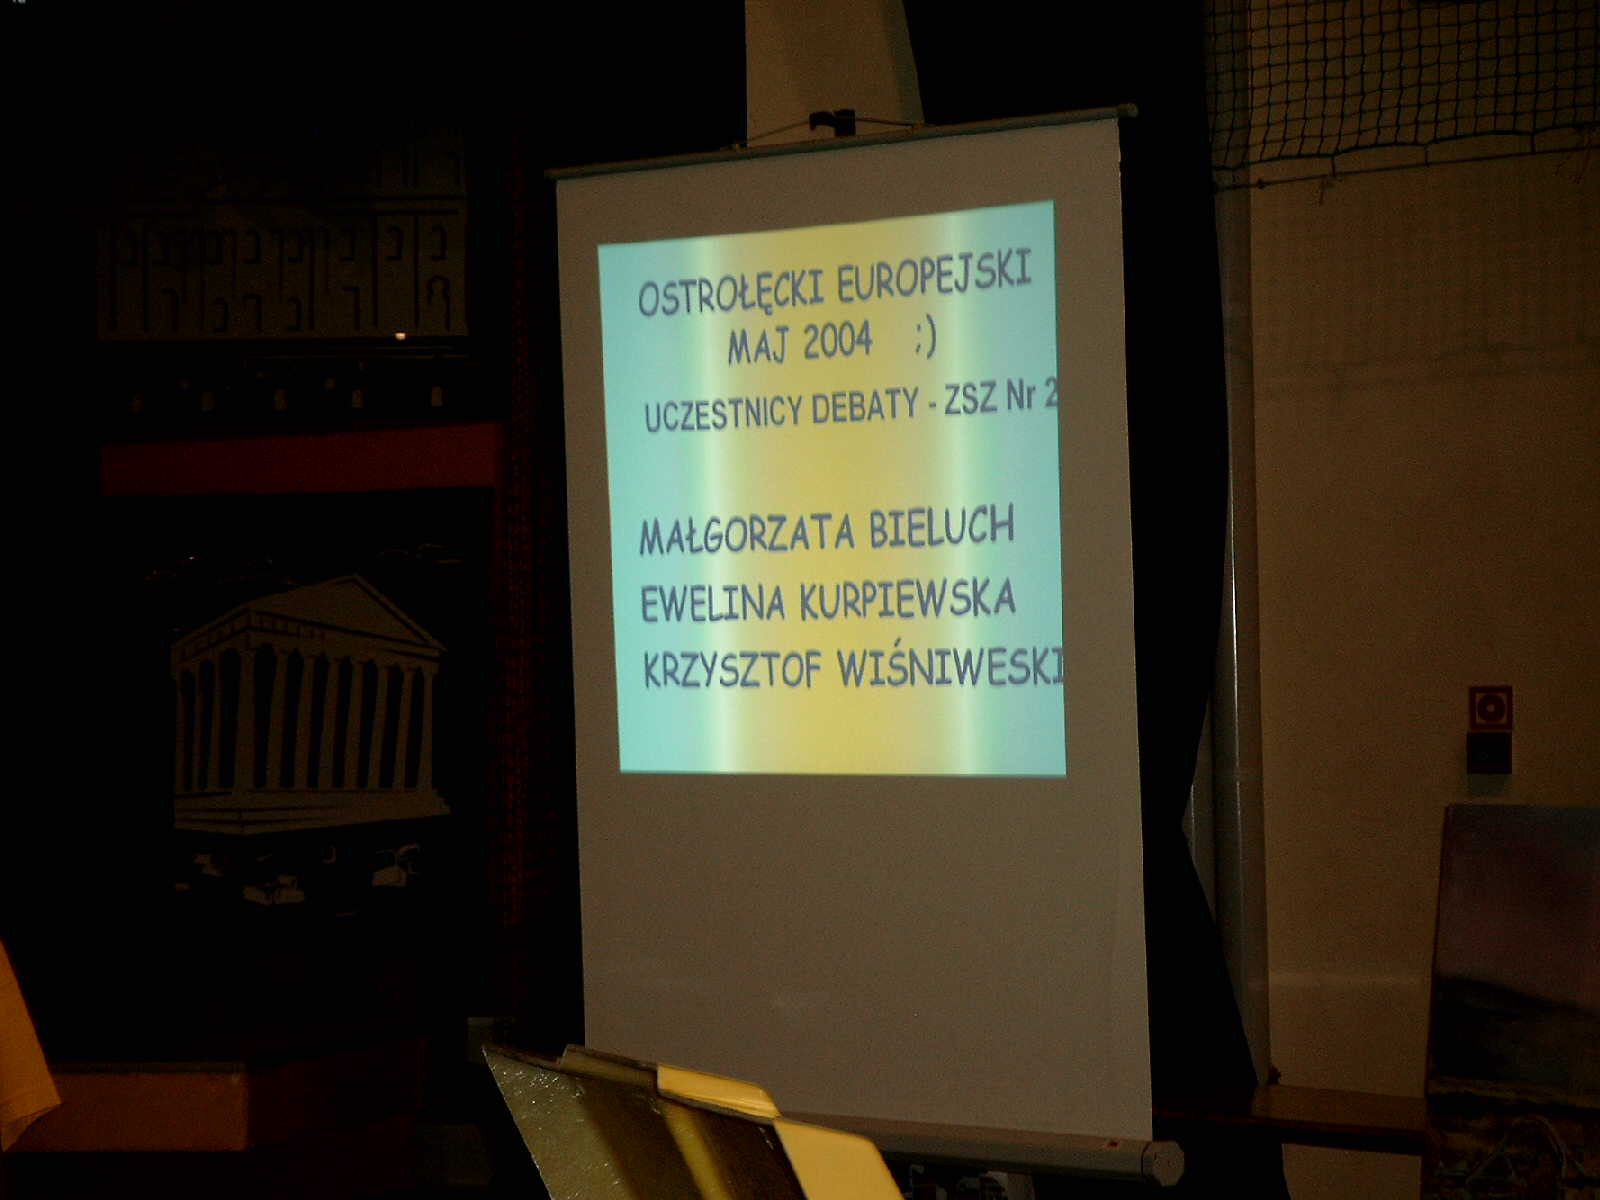 OSTROŁĘCKI EUROPEJSKI
MAJ 2004 ;)
UCZESTNICY DEBATY - ZSZ Nr 2
MAŁGORZATA BIELUCH
EWELINA KURPIEWSKA
KRZYSZTOF WIŚNIWESKI